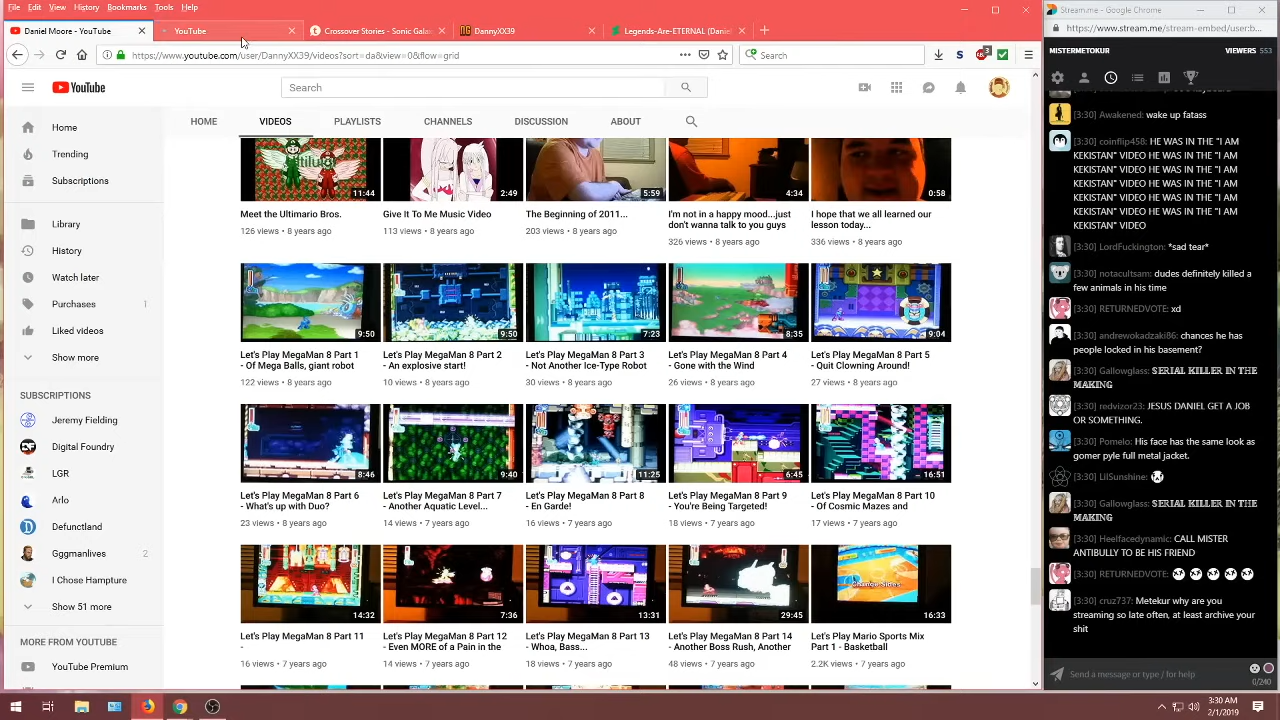 File Edit View History Bookmarks Tools Help
Stream.me - Google Chrome
Daniel Moore - YouTube
YouTube
Crossover Stories - Sonic Galax
DannyXX39
Legends-Are-ETERNAL (Daniel
https://www.stream.me/embed/userb
https://www.youtube.com/user/DannyXX39/videos?sort=da&view=0&flow=grid
Search
MISTERMETOKUR
VIEWERS 553
YouTube
Search
HOME VIDEOS PLAYLISTS CHANNELS DISCUSSION ABOUT
Home
Trending
Subscriptions
Library
History
Watch later
Purchases 1
Liked videos
Show more
SUBSCRIPTIONS
Jeremy Fielding
Digital Foundry
LGR
Arlo
Defunctland
Gggmanlives 2
I Chose Hampture
Show 51 more
MORE FROM YOUTUBE
YouTube Premium
11:44
2:49
5:59
4:34
0:58
Meet the Ultimario Bros.
126 views • 8 years ago
Give It To Me Music Video
113 views • 8 years ago
The Beginning of 2011...
203 views • 8 years ago
I'm not in a happy mood...just
don't wanna talk to you guys
326 views • 8 years ago
I hope that we all learned our
lesson today...
336 views • 8 years ago
9:50
9:50
7:23
8:35
9:04
Let's Play MegaMan 8 Part 1
- Of Mega Balls, giant robot
122 views • 8 years ago
Let's Play MegaMan 8 Part 2
- An explosive start!
10 views • 8 years ago
Let's Play MegaMan 8 Part 3
- Not Another Ice-Type Robot
30 views • 8 years ago
Let's Play MegaMan 8 Part 4
- Gone with the Wind
26 views • 8 years ago
Let's Play MegaMan 8 Part 5
- Quit Clowning Around!
27 views • 8 years ago
8:46
9:40
11:25
6:45
16:51
Let's Play MegaMan 8 Part 6
- What's up with Duo?
23 views • 8 years ago
Let's Play MegaMan 8 Part 7
- Another Aquatic Level...
14 views • 7 years ago
Let's Play MegaMan 8 Part 8
- En Garde!
16 views • 7 years ago
Let's Play MegaMan 8 Part 9
- You're Being Targeted!
18 views • 7 years ago
Let's Play MegaMan 8 Part 10
- Of Cosmic Mazes and
17 views • 7 years ago
14:32
7:36
13:31
29:45
Change Sides!
16:33
Let's Play MegaMan 8 Part 11
-
16 views • 7 years ago
Let's Play MegaMan 8 Part 12
- Even MORE of a Pain in the
14 views • 7 years ago
Let's Play MegaMan 8 Part 13
- Whoa, Bass...
18 views • 7 years ago
Let's Play MegaMan 8 Part 14
- Another Boss Rush, Another
48 views • 7 years ago
Let's Play Mario Sports Mix
Part 1 - Basketball
2.2K views • 7 years ago
[3:30] Awakened: wake up fatass
[3:30] coinflip458: HE WAS IN THE "I AM
KEKISTAN" VIDEO HE WAS IN THE "I AM
KEKISTAN" VIDEO HE WAS IN THE "I AM
KEKISTAN" VIDEO HE WAS IN THE "I AM
KEKISTAN" VIDEO HE WAS IN THE "I AM
KEKISTAN" VIDEO HE WAS IN THE "I AM
KEKISTAN" VIDEO
[3:30] LordFuckington: *sad tear*
[3:30] notacultsam: dudes definitely killed a
few animals in his time
[3:30] RETURNEDVOTE: xd
[3:30] andrewokadzaki86: chances he has
people locked in his basement?
[3:30] Gallowglass: 𝕊𝔼ℝ𝕀𝔸𝕃 𝕂𝕀𝕃𝕃𝔼ℝ 𝕀ℕ 𝕋ℍ𝔼
𝕄𝔸𝕂𝕀ℕ𝔾
[3:30] redvizor23: JESUS DANIEL GET A JOB
OR SOMETHING.
[3:30] Pomelo: His face has the same look as
gomer pyle full metal jacket.
[3:30] LilSunshine:
[3:30] Gallowglass: 𝕊𝔼ℝ𝕀𝔸𝕃 𝕂𝕀𝕃𝕃𝔼ℝ 𝕀ℕ 𝕋ℍ𝔼
𝕄𝔸𝕂𝕀ℕ𝔾
[3:30] Heelfacedynamic: CALL MISTER
ANTIBULLY TO BE HIS FRIEND
[3:30] RETURNEDVOTE:
[3:30] cruz737: Metekur why are you
streaming so late often, at least archive your
shit
Send a message or type / for help
0/240
3:30 AM
2/1/2019